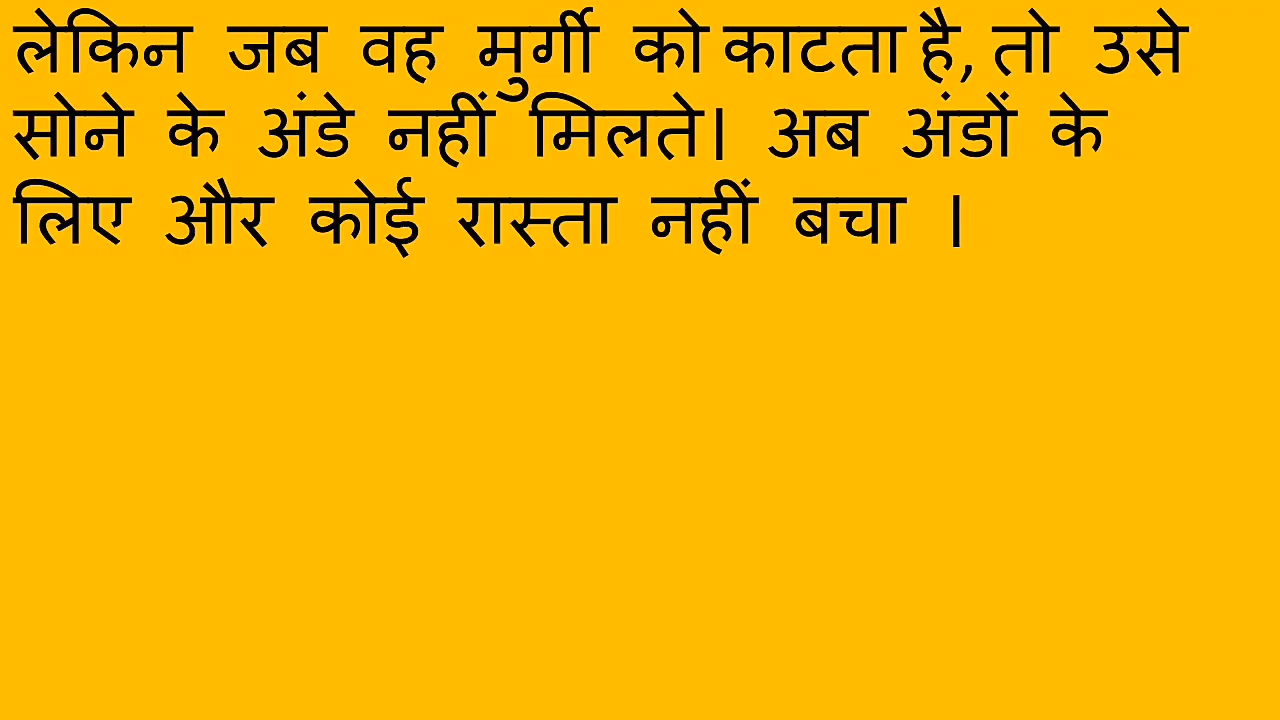 लेकिन जब वह मुर्गी को काटता है, तो उसे
सोने के अंडे नहीं मिलते। अब अंडों के
लिए और कोई रास्ता नहीं बचा ।